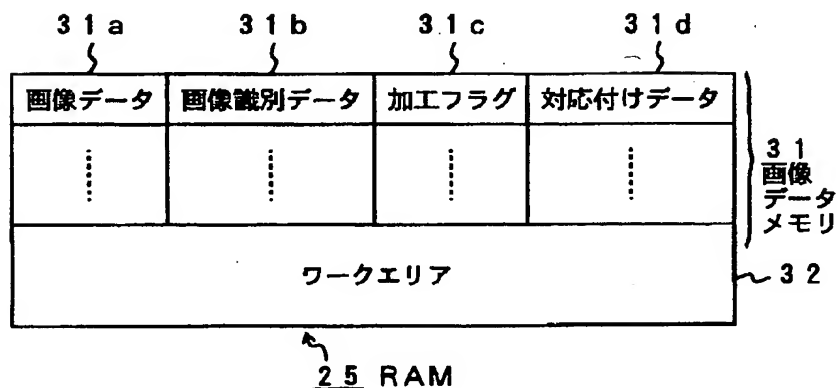 31a 31b 31c 31d
画像データ 画像識別データ 加工フラグ 対応付けデータ
31
画像
データ
メモリ
ワークエリア
32
25 RAM